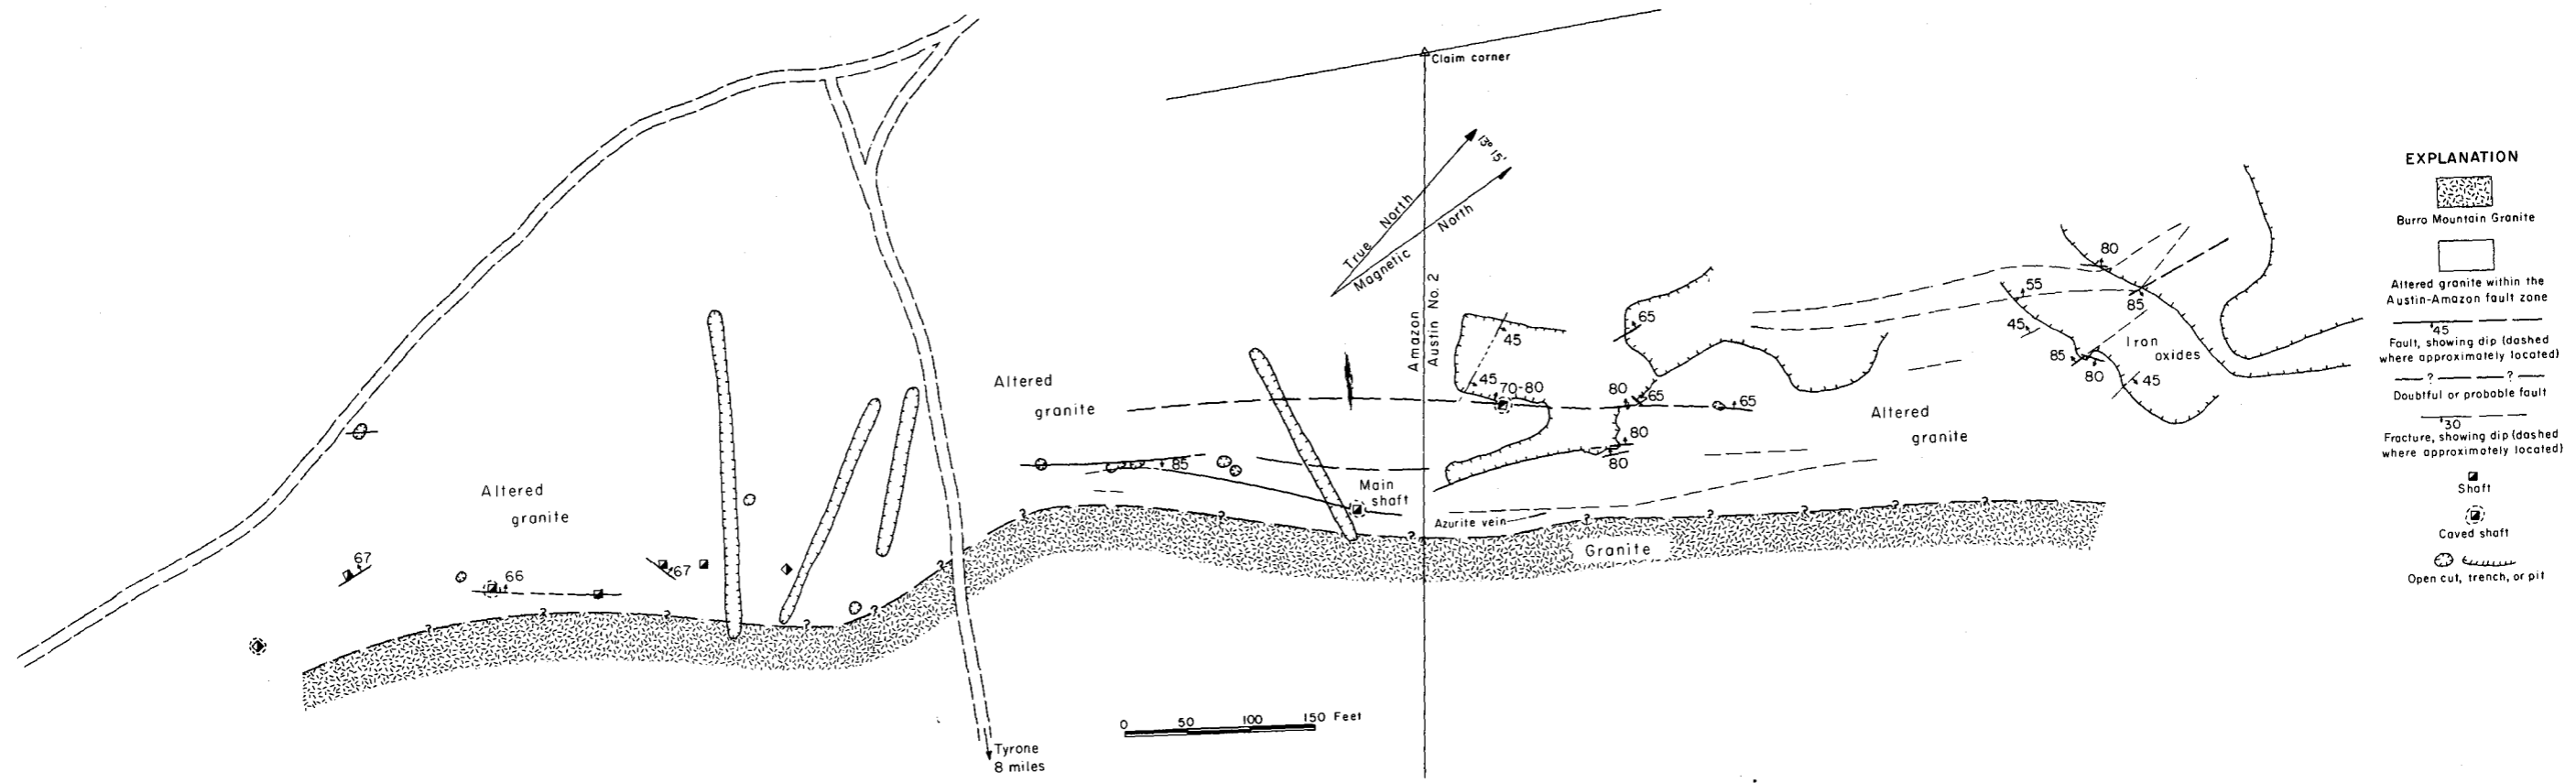 Claim corner
13° 15'
True North
Magnetic North
Amazon
Austin No. 2
Altered
granite
Altered
granite
Altered
granite
67
66
67
85
Main
shaft
Azurite vein
Granite
45
45
70-80
65
80
65
65
80
80
80
55
45
85
85
80
45
Iron
oxides
? ? ? ? ? ? ? ? ? ? ? ? ? ?
0 50 100 150 Feet
Tyrone
8 miles
EXPLANATION
Burro Mountain Granite
Altered granite within the
Austin-Amazon fault zone
45
Fault, showing dip (dashed
where approximately located)
? ?
Doubtful or probable fault
30
Fracture, showing dip (dashed
where approximately located)
Shaft
Caved shaft
Open cut, trench, or pit